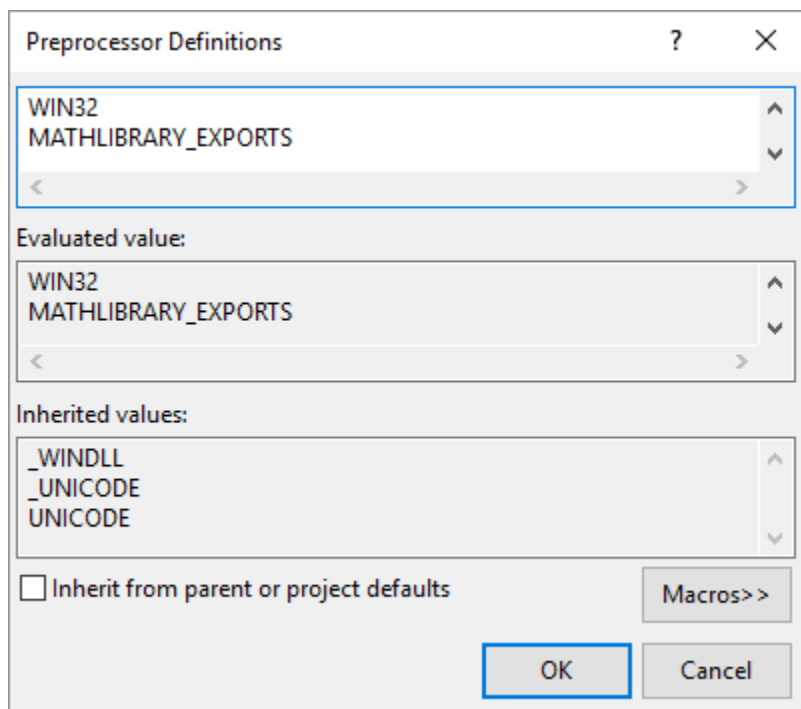 Preprocessor Definitions
WIN32
MATHLIBRARY_EXPORTS
Evaluated value:
WIN32
MATHLIBRARY_EXPORTS
Inherited values:
_WINDLL
_UNICODE
UNICODE
Inherit from parent or project defaults
Macros>>
OK
Cancel